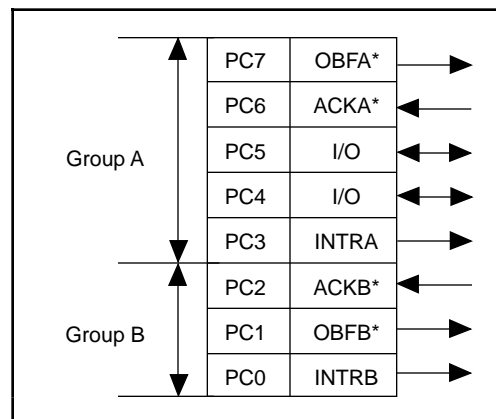 PC7 OBFA*
PC6 ACKA*
Group A
PC5 I/O
PC4 I/O
PC3 INTRA
PC2 ACKB*
Group B
PC1 OBFB*
PC0 INTRB